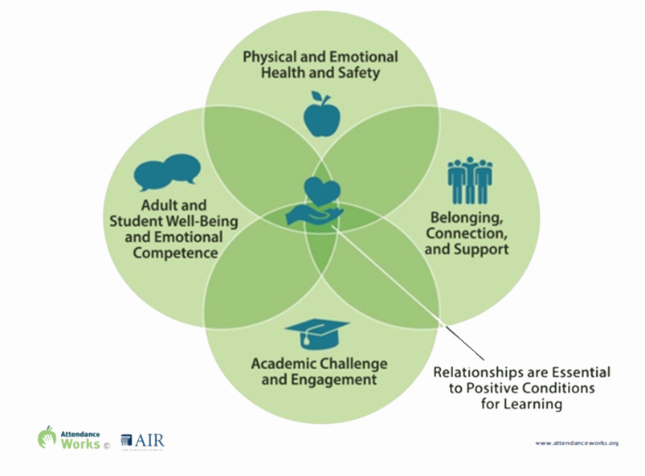 Physical and Emotional
Health and Safety
Adult and
Student Well-Being
and Emotional
Competence
Belonging,
Connection,
and Support
Academic Challenge
and Engagement
Relationships are Essential
to Positive Conditions
for Learning
Attendance
Works ©
AIR
www.attendanceworks.org